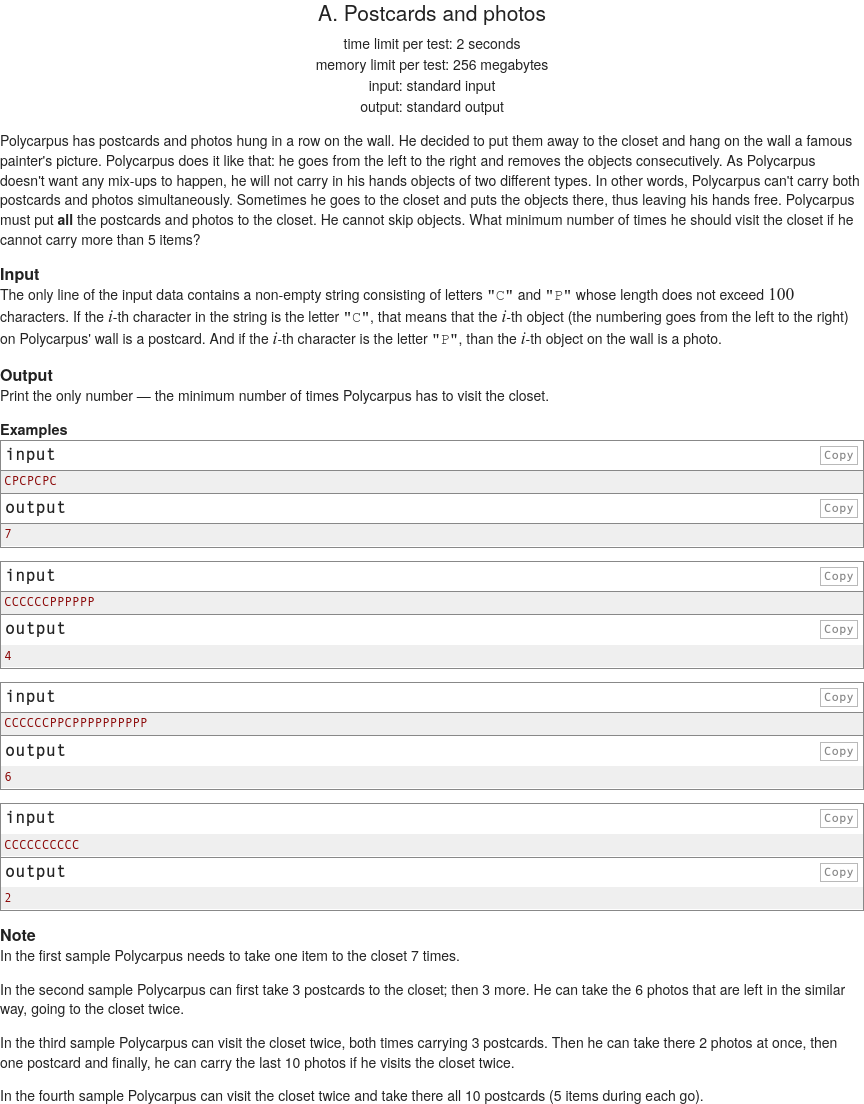 A. Postcards and photos
time limit per test: 2 seconds
memory limit per test: 256 megabytes
input: standard input
output: standard output
Polycarpus has postcards and photos hung in a row on the wall. He decided to put them away to the closet and hang on the wall a famous
painter's picture. Polycarpus does it like that: he goes from the left to the right and removes the objects consecutively. As Polycarpus
doesn't want any mix-ups to happen, he will not carry in his hands objects of two different types. In other words, Polycarpus can't carry both
postcards and photos simultaneously. Sometimes he goes to the closet and puts the objects there, thus leaving his hands free. Polycarpus
must put all the postcards and photos to the closet. He cannot skip objects. What minimum number of times he should visit the closet if he
cannot carry more than 5 items?
Input
The only line of the input data contains a non-empty string consisting of letters "C" and "P" whose length does not exceed 100
characters. If the i-th character in the string is the letter "C", that means that the i-th object (the numbering goes from the left to the right)
on Polycarpus' wall is a postcard. And if the i-th character is the letter "P", than the i-th object on the wall is a photo.
Output
Print the only number — the minimum number of times Polycarpus has to visit the closet.
Examples
input Copy
CPCPCPC
output Copy
7
input Copy
CCCCCCPPPPPP
output Copy
4
input Copy
CCCCCCPPCPPPPPPPPPP
output Copy
6
input Copy
CCCCCCCCCC
output Copy
2
Note
In the first sample Polycarpus needs to take one item to the closet 7 times.
In the second sample Polycarpus can first take 3 postcards to the closet; then 3 more. He can take the 6 photos that are left in the similar
way, going to the closet twice.
In the third sample Polycarpus can visit the closet twice, both times carrying 3 postcards. Then he can take there 2 photos at once, then
one postcard and finally, he can carry the last 10 photos if he visits the closet twice.
In the fourth sample Polycarpus can visit the closet twice and take there all 10 postcards (5 items during each go).